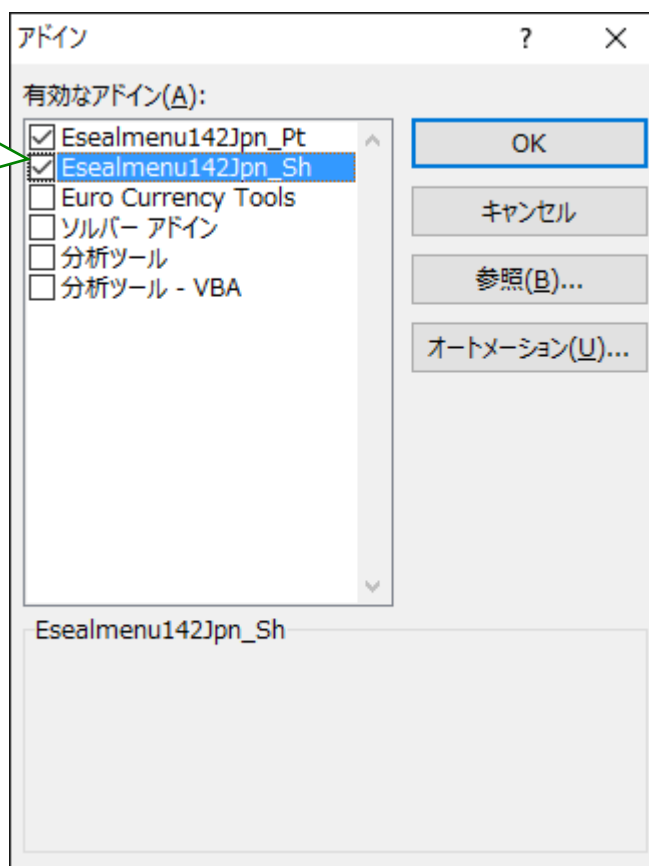 アドイン ? ×
有効なアドイン(A):
Esealmenu142Jpn_Pt
Esealmenu142Jpn_Sh
Euro Currency Tools
ソルバー アドイン
分析ツール
分析ツール - VBA
OK
キャンセル
参照(B)...
オートメーション(U)...
Esealmenu142Jpn_Sh